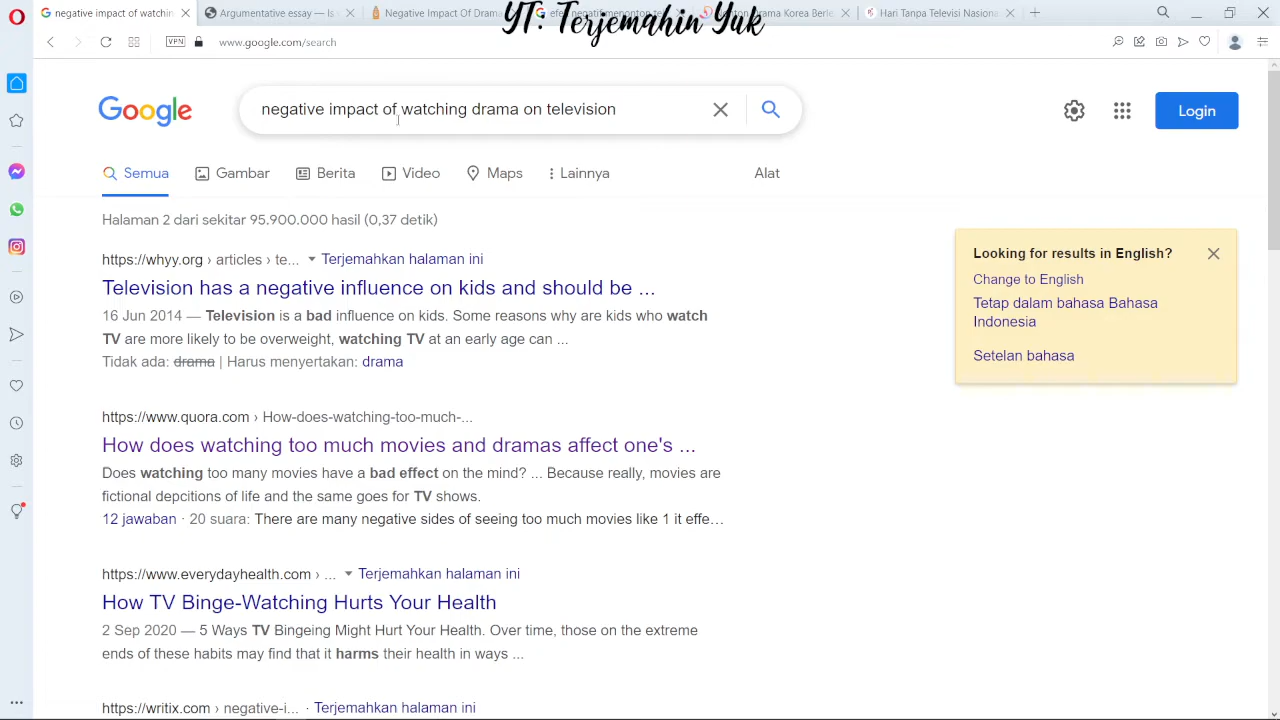 negative impact of watchin
Argumentative essay — is
Negative Impact Of Drama
Drama Korea Berle
Hari Tanpa Televisi Nasiona
YT: Terjemahin Yuk
VPN
www.google.com/search
Google
negative impact of watching drama on television
Login
Semua
Gambar
Berita
Video
Maps
Lainnya
Alat
Halaman 2 dari sekitar 95.900.000 hasil (0,37 detik)
https://whyy.org › articles › te... Terjemahkan halaman ini
Television has a negative influence on kids and should be ...
16 Jun 2014 — Television is a bad influence on kids. Some reasons why are kids who watch
TV are more likely to be overweight, watching TV at an early age can ...
Tidak ada: drama | Harus menyertakan: drama
Looking for results in English?
Change to English
Tetap dalam bahasa Bahasa
Indonesia
Setelan bahasa
https://www.quora.com › How-does-watching-too-much-...
How does watching too much movies and dramas affect one's ...
Does watching too many movies have a bad effect on the mind? ... Because really, movies are
fictional depcitions of life and the same goes for TV shows.
12 jawaban · 20 suara: There are many negative sides of seeing too much movies like 1 it effe…
https://www.everydayhealth.com › ... Terjemahkan halaman ini
How TV Binge-Watching Hurts Your Health
2 Sep 2020 — 5 Ways TV Bingeing Might Hurt Your Health. Over time, those on the extreme
ends of these habits may find that it harms their health in ways ...
https://writix.com › negative-i... · Terjemahkan halaman ini